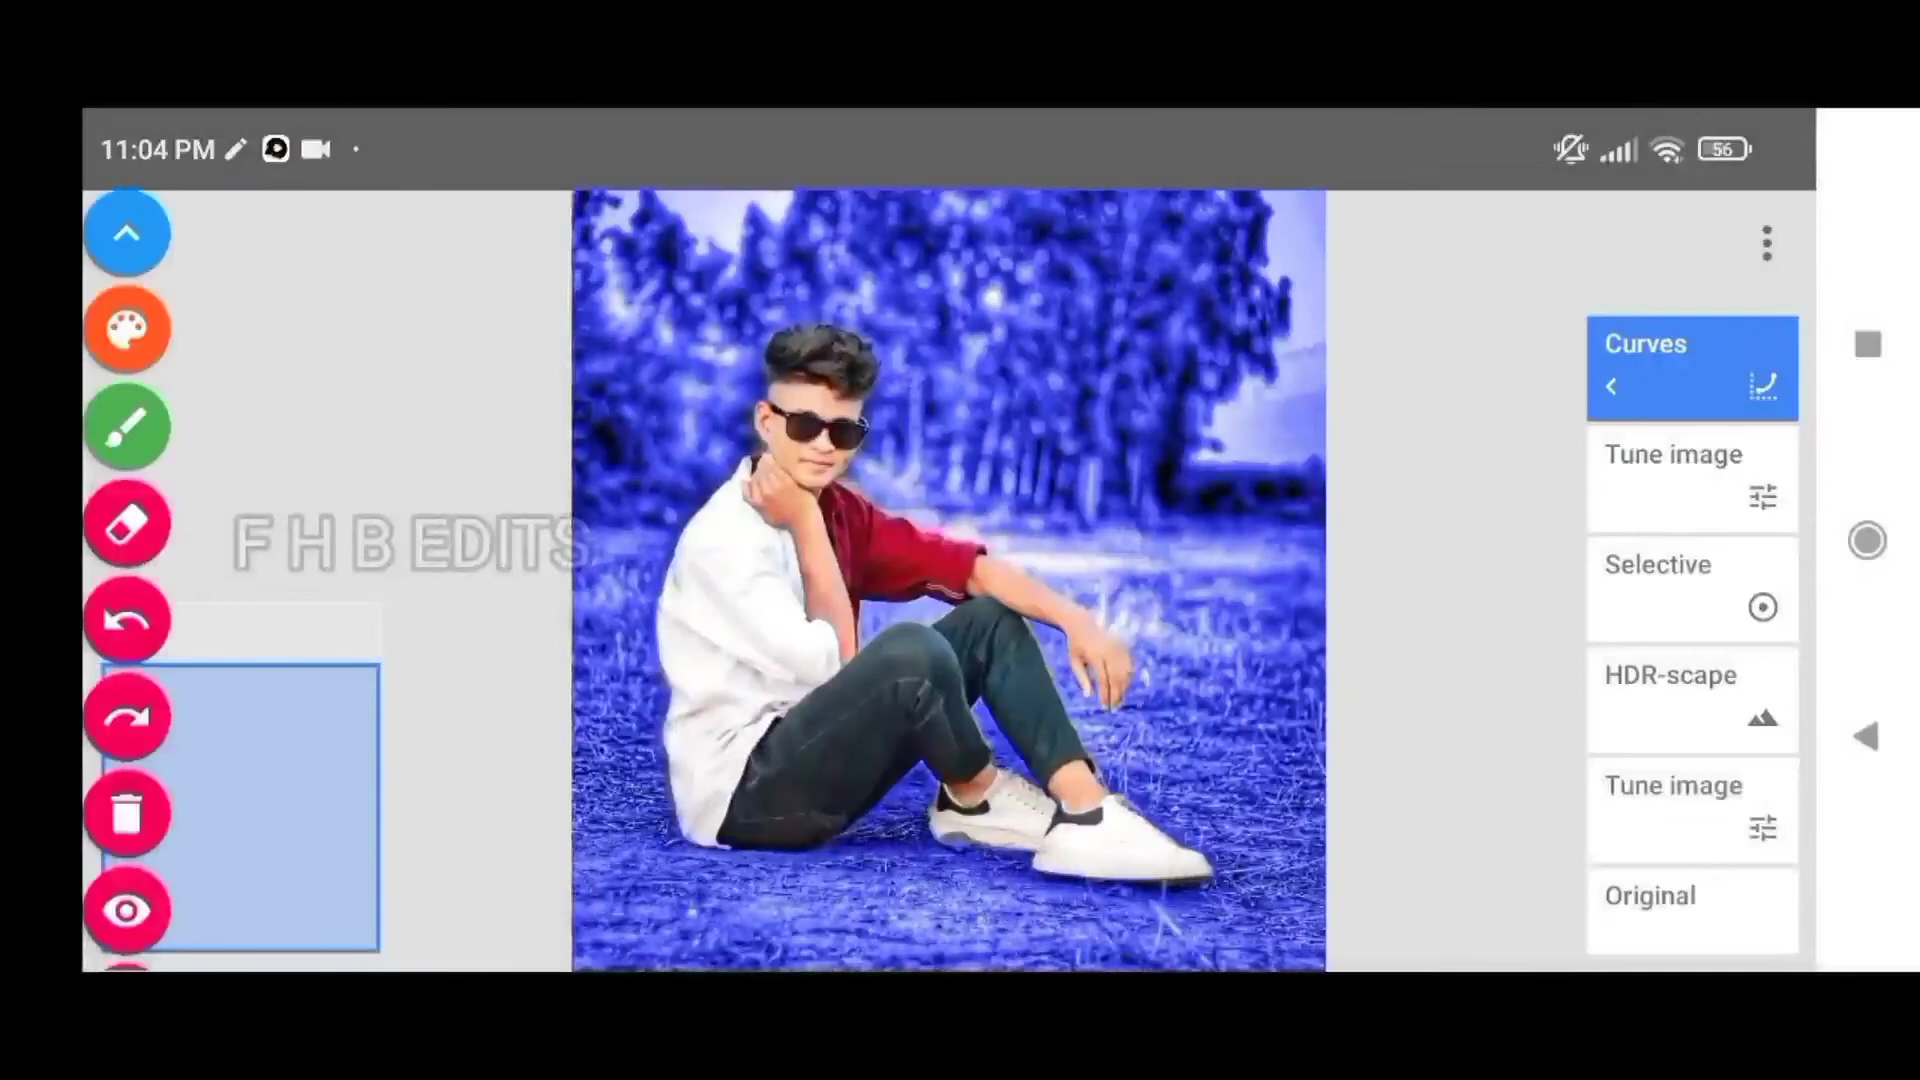 11:04 PM
56
Curves
Tune image
Selective
HDR-scape
Tune image
Original
F H B EDITS